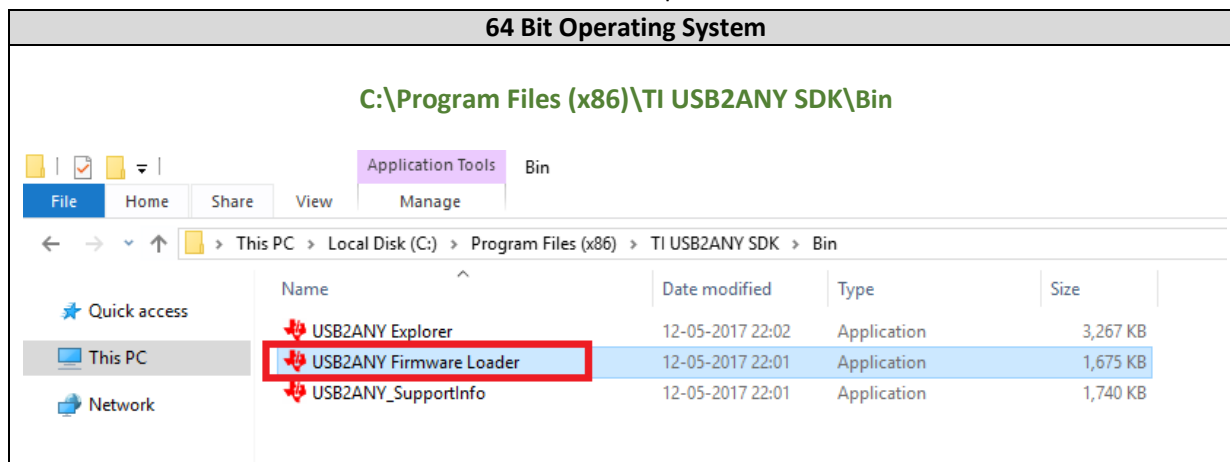 64 Bit Operating System
C:\Program Files (x86)\TI USB2ANY SDK\Bin
Application Tools Bin
File Home Share View Manage
This PC > Local Disk (C:) > Program Files (x86) > TI USB2ANY SDK > Bin
Name Date modified Type Size
Quick access
USB2ANY Explorer 12-05-2017 22:02 Application 3,267 KB
This PC
USB2ANY Firmware Loader 12-05-2017 22:01 Application 1,675 KB
Network
USB2ANY_SupportInfo 12-05-2017 22:01 Application 1,740 KB